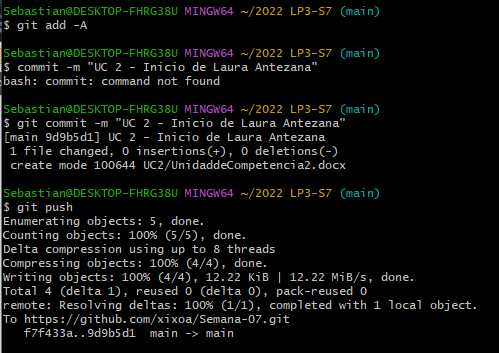 Sebastian@DESKTOP-FHRG38U MINGW64 ~/2022 LP3-S7 (main)
$ git add -A
Sebastian@DESKTOP-FHRG38U MINGW64 ~/2022 LP3-S7 (main)
$ commit -m "UC 2 - Inicio de Laura Antezana"
bash: commit: command not found
Sebastian@DESKTOP-FHRG38U MINGW64 ~/2022 LP3-S7 (main)
$ git commit -m "UC 2 - Inicio de Laura Antezana"
[main 9d9b5d1] UC 2 - Inicio de Laura Antezana
1 file changed, 0 insertions(+), 0 deletions(-)
create mode 100644 UC2/UnidaddeCompetencia2.docx
Sebastian@DESKTOP-FHRG38U MINGW64 ~/2022 LP3-S7 (main)
$ git push
Enumerating objects: 5, done.
Counting objects: 100% (5/5), done.
Delta compression using up to 8 threads
Compressing objects: 100% (4/4), done.
Writing objects: 100% (4/4), 12.22 KiB | 12.22 MiB/s, done.
Total 4 (delta 1), reused 0 (delta 0), pack-reused 0
remote: Resolving deltas: 100% (1/1), completed with 1 local object.
To https://github.com/xixoa/Semana-07.git
f7f433a..9d9b5d1  main -> main